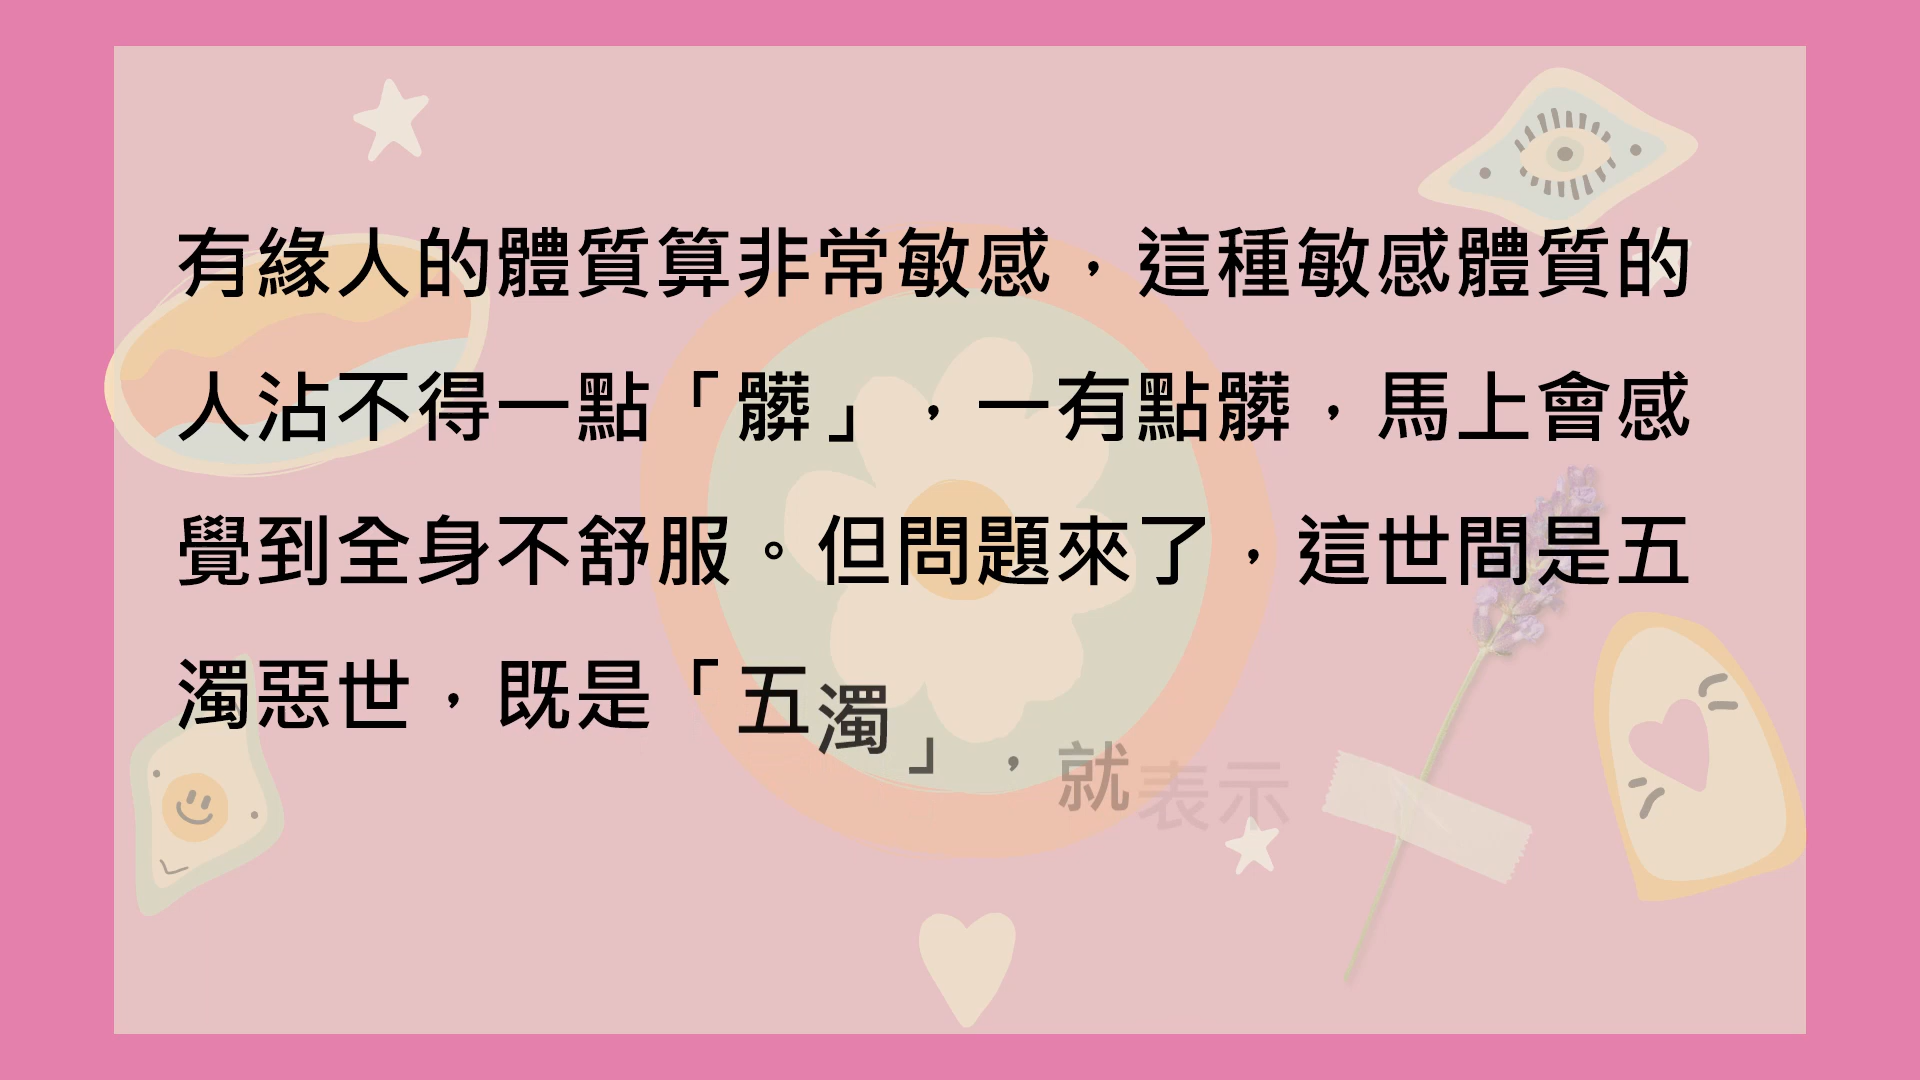 有緣人的體質算非常敏感，這種敏感體質的
人沾不得一點「髒」，一有點髒，馬上會感
覺到全身不舒服。但問題來了，這世間是五
濁惡世，既是「五濁」，就表示